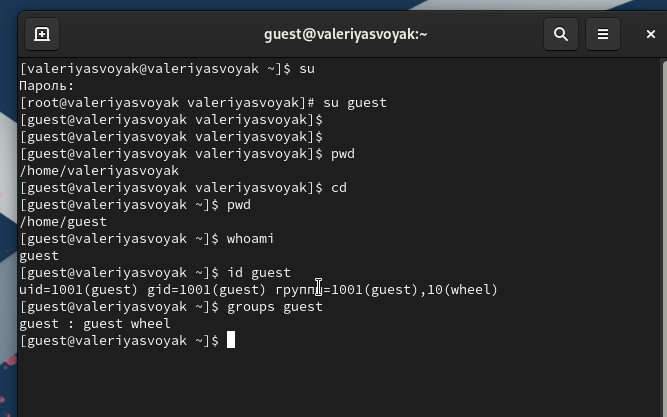 guest@valeriyasvoyak:~
[valeriyasvoyak@valeriyasvoyak ~]$ su
Пароль:
[root@valeriyasvoyak valeriyasvoyak]# su guest
[guest@valeriyasvoyak valeriyasvoyak]$
[guest@valeriyasvoyak valeriyasvoyak]$
[guest@valeriyasvoyak valeriyasvoyak]$ pwd
/home/valeriyasvoyak
[guest@valeriyasvoyak valeriyasvoyak]$ cd
[guest@valeriyasvoyak ~]$ pwd
/home/guest
[guest@valeriyasvoyak ~]$ whoami
guest
[guest@valeriyasvoyak ~]$ id guest
uid=1001(guest) gid=1001(guest) группы=1001(guest),10(wheel)
[guest@valeriyasvoyak ~]$ groups guest
guest : guest wheel
[guest@valeriyasvoyak ~]$